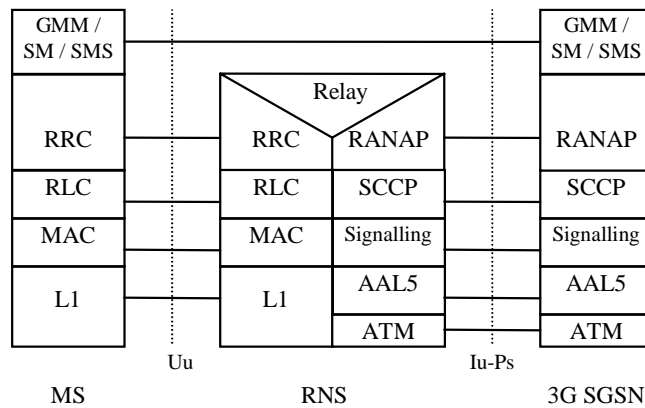 GMM /
SM / SMS
GMM /
SM / SMS
Relay
RRC
RRC
RANAP
RANAP
RLC
RLC
SCCP
SCCP
MAC
MAC
Signalling
Signalling
L1
L1
AAL5
AAL5
ATM
ATM
Uu
Iu-Ps
MS
RNS
3G SGSN